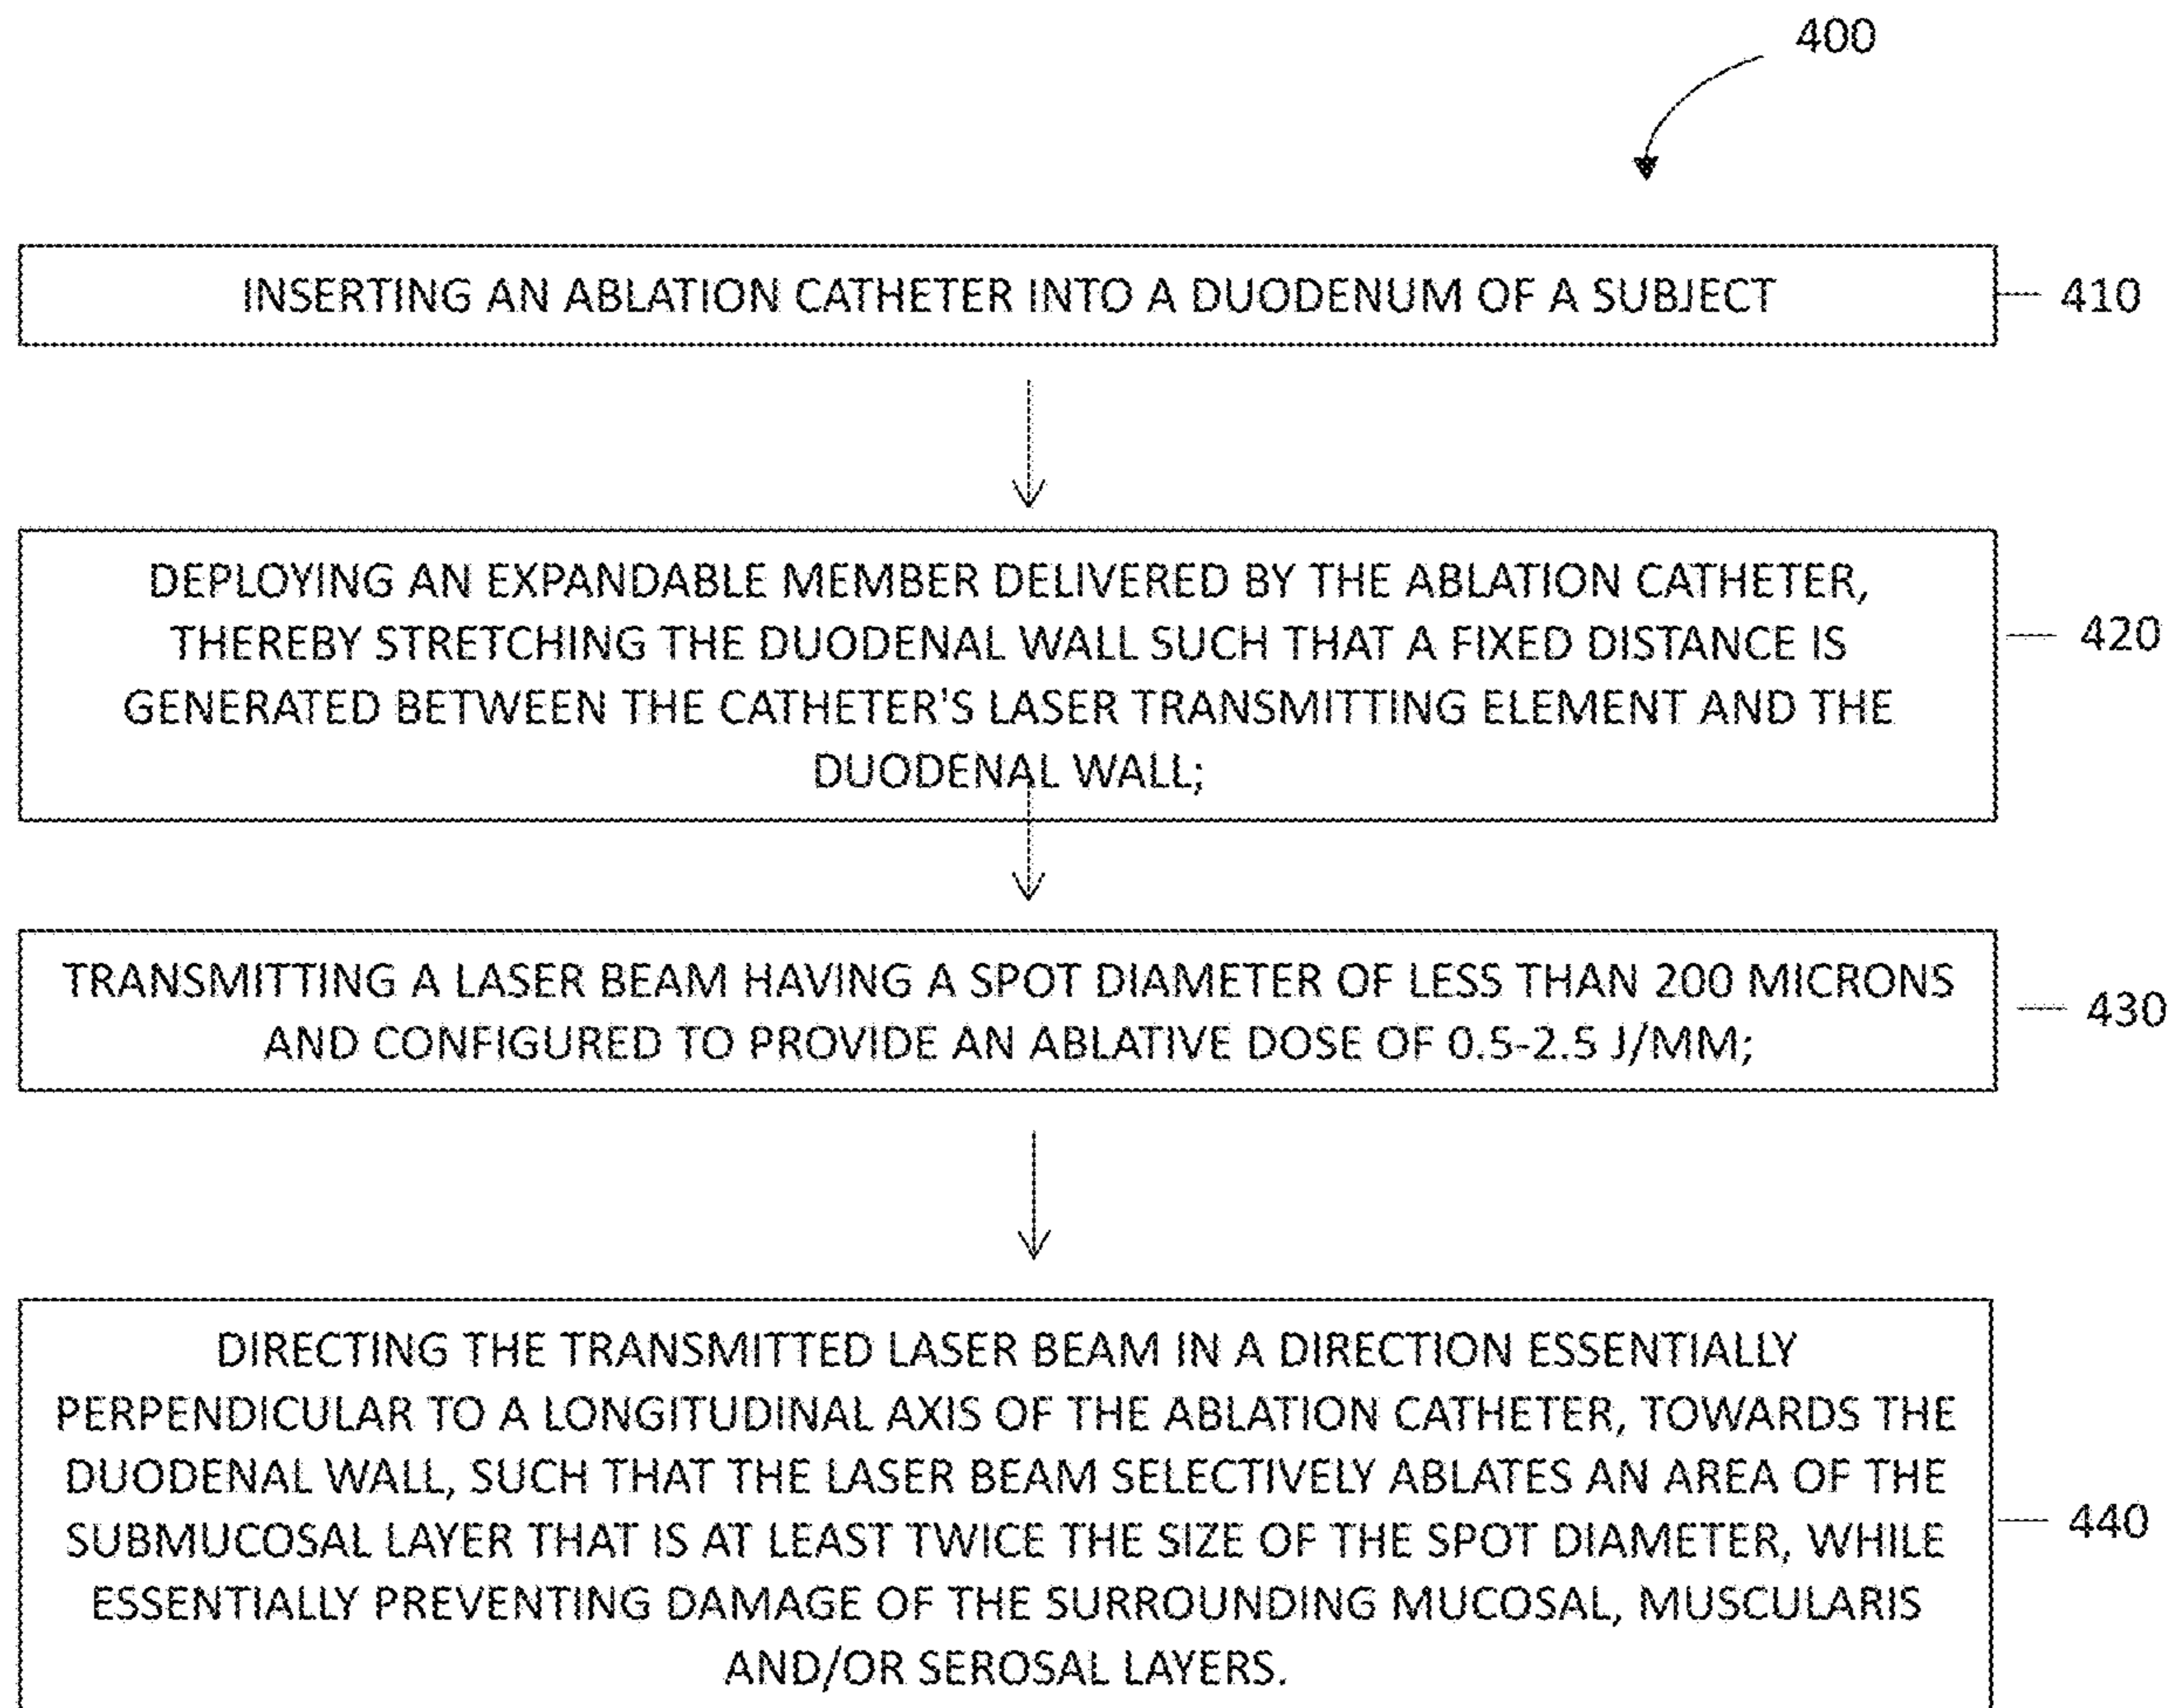 400
INSERTING AN ABLATION CATHETER INTO A DUODENUM OF A SUBJECT
410
DEPLOYING AN EXPANDABLE MEMBER DELIVERED BY THE ABLATION CATHETER,
THEREBY STRETCHING THE DUODENAL WALL SUCH THAT A FIXED DISTANCE IS
GENERATED BETWEEN THE CATHETER'S LASER TRANSMITTING ELEMENT AND THE
DUODENAL WALL;
420
TRANSMITTING A LASER BEAM HAVING A SPOT DIAMETER OF LESS THAN 200 MICRONS
AND CONFIGURED TO PROVIDE AN ABLATIVE DOSE OF 0.5-2.5 J/MM;
430
DIRECTING THE TRANSMITTED LASER BEAM IN A DIRECTION ESSENTIALLY
PERPENDICULAR TO A LONGITUDINAL AXIS OF THE ABLATION CATHETER, TOWARDS THE
DUODENAL WALL, SUCH THAT THE LASER BEAM SELECTIVELY ABLATES AN AREA OF THE
SUBMUCOSAL LAYER THAT IS AT LEAST TWICE THE SIZE OF THE SPOT DIAMETER, WHILE
ESSENTIALLY PREVENTING DAMAGE OF THE SURROUNDING MUCOSAL, MUSCULARIS
AND/OR SEROSAL LAYERS.
440